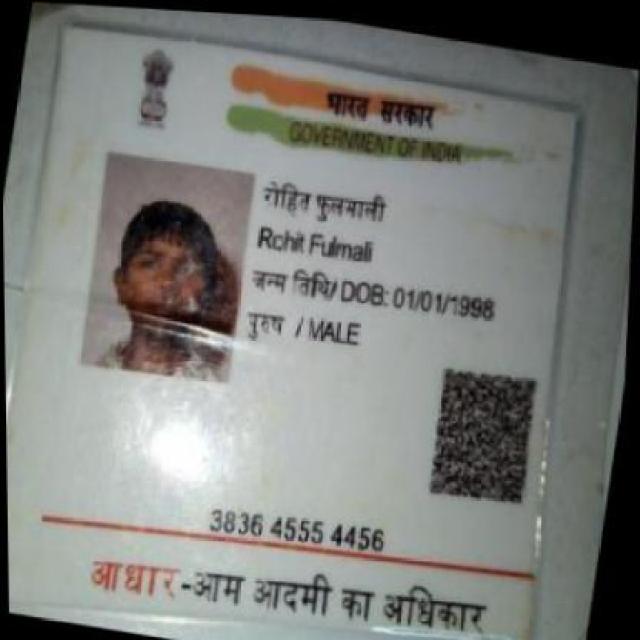 भारत सरकार
GOVERNMENT OF INDIA
रोहित फुलमाली
Rohit Fulmali
जन्म तिथि/ DOB: 01/01/1998
पुरुष / MALE
3836 4555 4456
आधार-आम आदमी का अधिकार